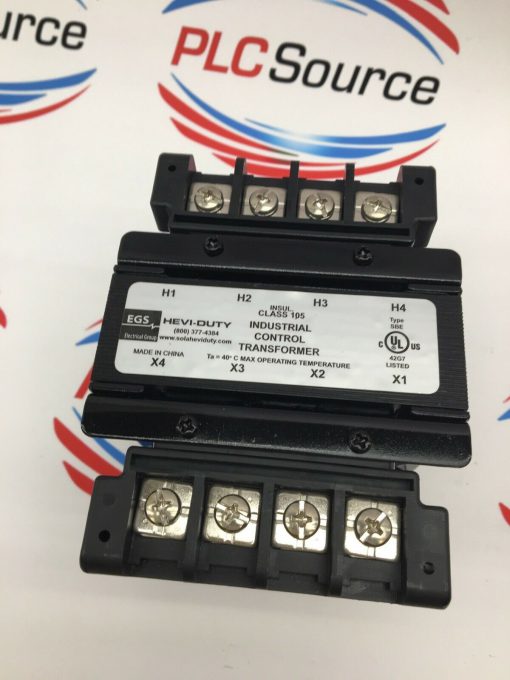 PLC Source
H1 H2 H3 H4
INSUL
CLASS 105
EGS
Electrical Group
HEVI-DUTY
(800) 377-4384
www.solaheviduty.com
INDUSTRIAL
CONTROL
TRANSFORMER
Type
SBE
C UL US
42G7
LISTED
MADE IN CHINA
Ta = 40° C MAX OPERATING TEMPERATURE
X4 X3 X2 X1